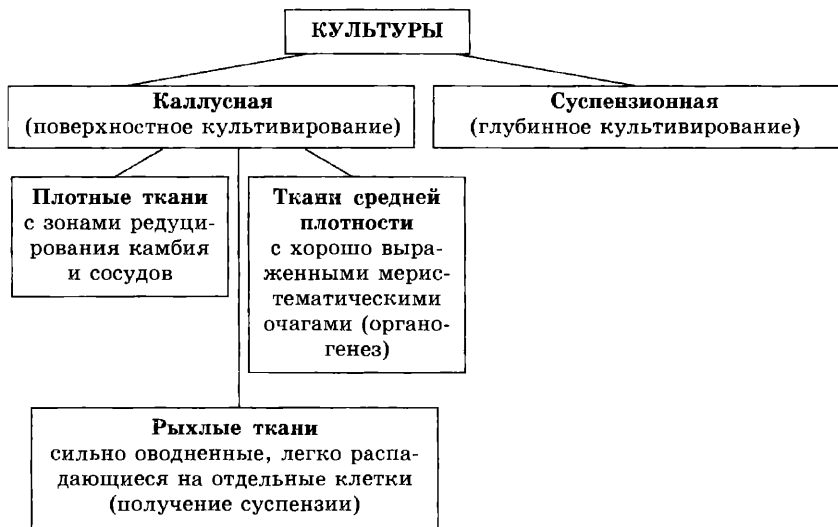 КУЛЬТУРЫ
Каллусная
(поверхностное культивирование)
Суспензионная
(глубинное культивирование)
Плотные ткани
с зонами редуци-
рования камбия
и сосудов
Ткани средней
плотности
с хорошо выра-
женными мерис-
тематическими
очагами (органо-
генез)
Рыхлые ткани
сильно оводненные, легко распа-
дающиеся на отдельные клетки
(получение суспензии)